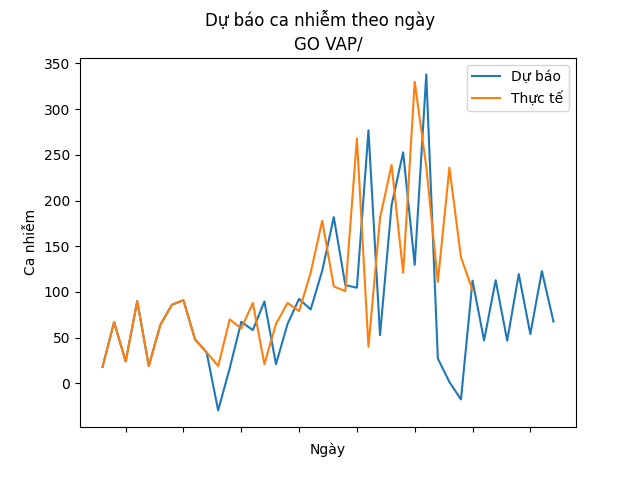 Dự báo ca nhiễm theo ngày
GO VAP/
350
300
250
200
150
100
50
0
Ca nhiễm
Dự báo
Thực tế
Ngày